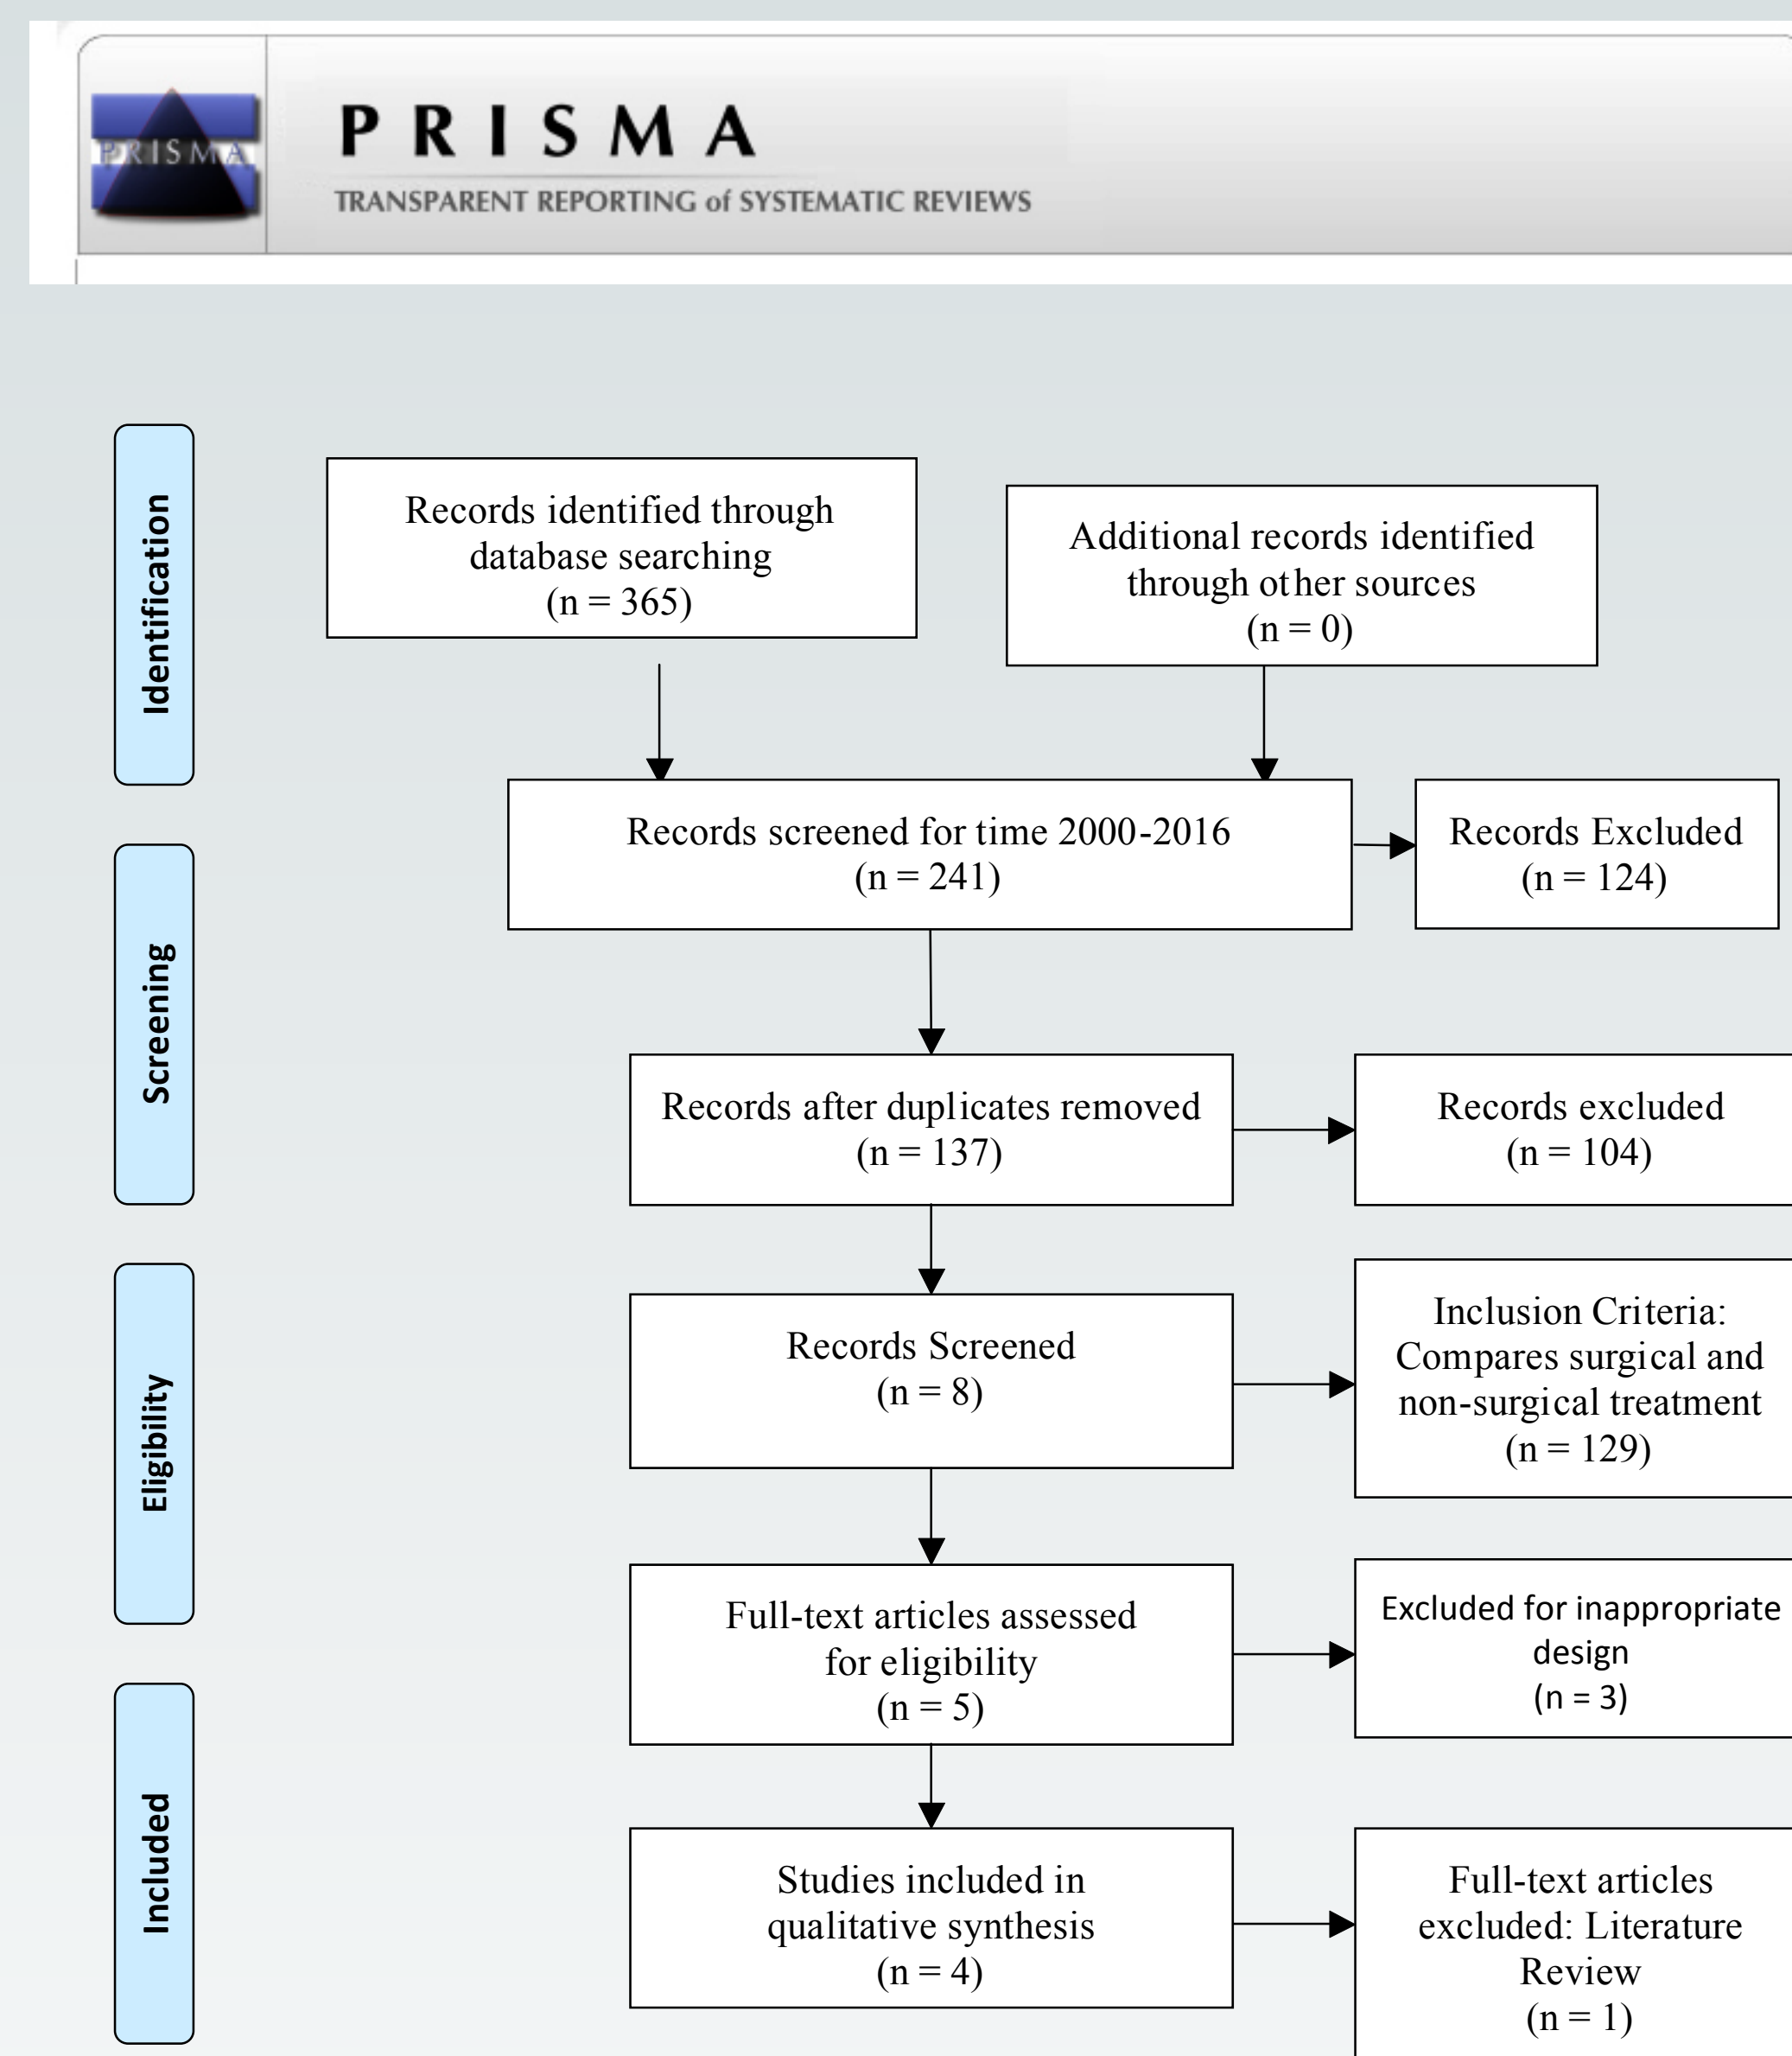 PRISMA
PRISMA
TRANSPARENT REPORTING of SYSTEMATIC REVIEWS
Identification
Records identified through
database searching
(n = 365)
Additional records identified
through other sources
(n = 0)
Records screened for time 2000-2016
(n = 241)
Records Excluded
(n = 124)
Screening
Records after duplicates removed
(n = 137)
Records excluded
(n = 104)
Eligibility
Records Screened
(n = 8)
Inclusion Criteria:
Compares surgical and
non-surgical treatment
(n = 129)
Full-text articles assessed
for eligibility
(n = 5)
Excluded for inappropriate
design
(n = 3)
Included
Studies included in
qualitative synthesis
(n = 4)
Full-text articles
excluded: Literature
Review
(n = 1)